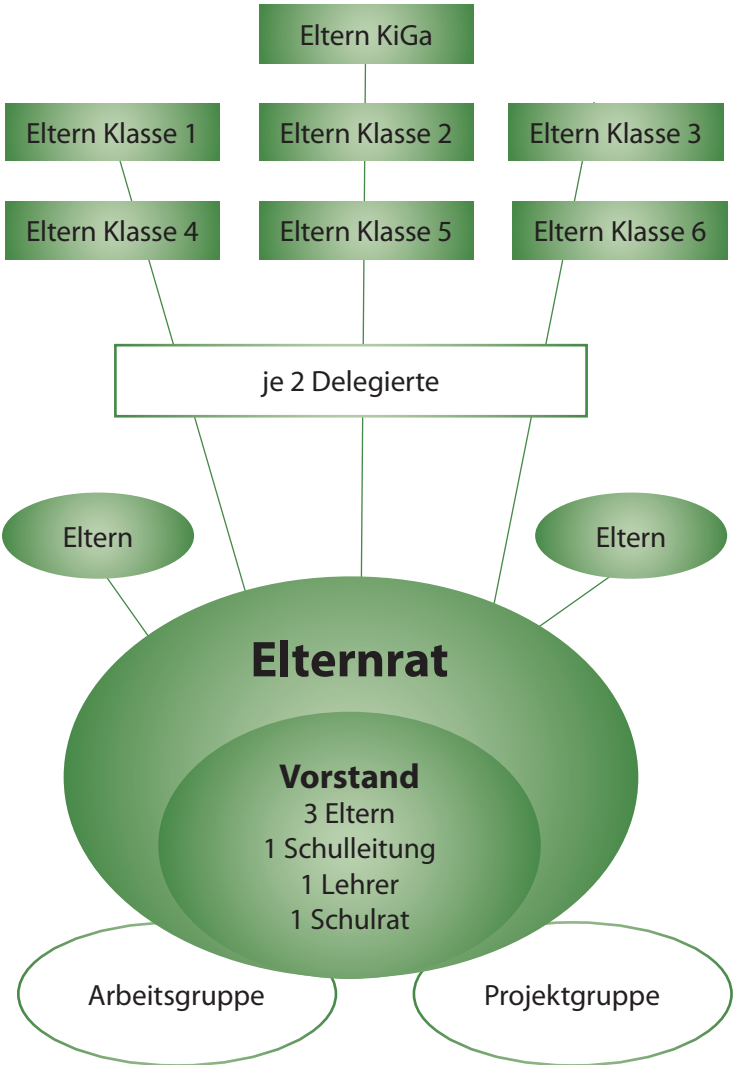 Eltern KiGa
Eltern Klasse 1
Eltern Klasse 2
Eltern Klasse 3
Eltern Klasse 4
Eltern Klasse 5
Eltern Klasse 6
je 2 Delegierte
Eltern
Eltern
Elternrat
Vorstand
3 Eltern
1 Schulleitung
1 Lehrer
1 Schulrat
Arbeitsgruppe
Projektgruppe